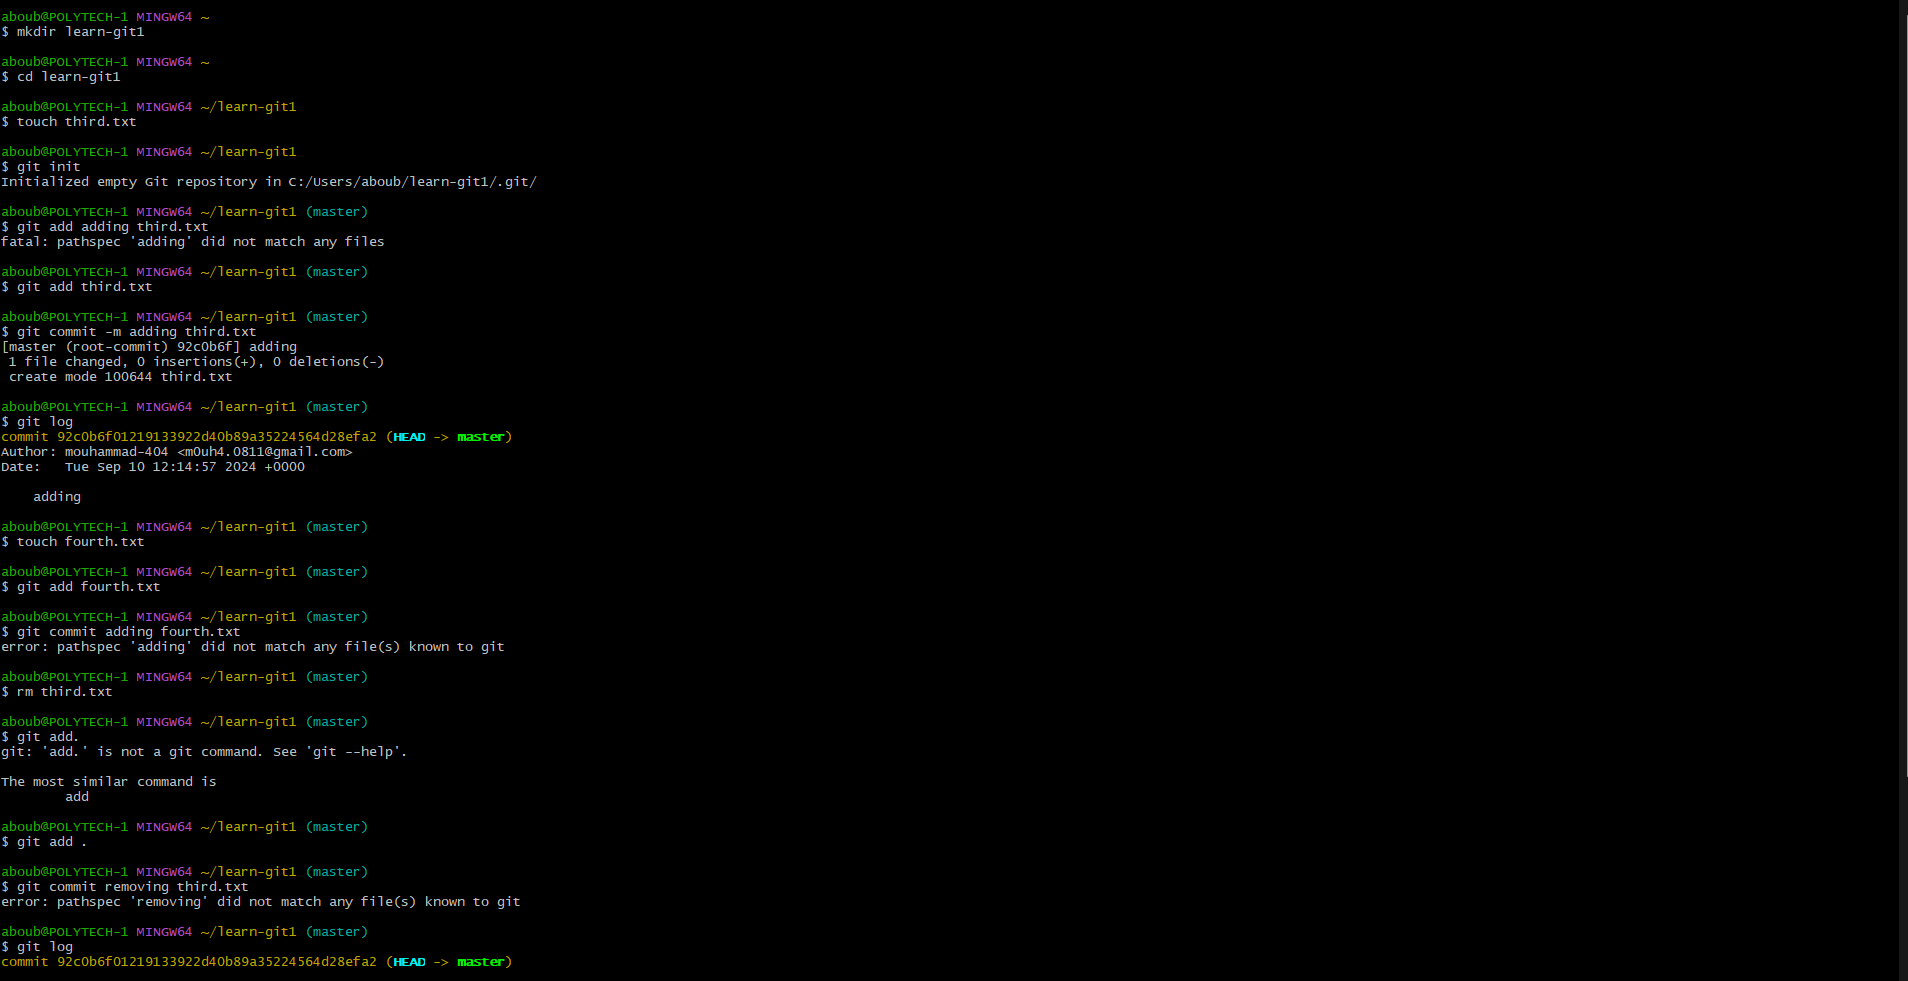 aboub@POLYTECH-1 MINGW64 ~
$ mkdir learn-git1
aboub@POLYTECH-1 MINGW64 ~
$ cd learn-git1
aboub@POLYTECH-1 MINGW64 ~/learn-git1
$ touch third.txt
aboub@POLYTECH-1 MINGW64 ~/learn-git1
$ git init
Initialized empty Git repository in C:/Users/aboub/learn-git1/.git/
aboub@POLYTECH-1 MINGW64 ~/learn-git1 (master)
$ git add adding third.txt
fatal: pathspec 'adding' did not match any files
aboub@POLYTECH-1 MINGW64 ~/learn-git1 (master)
$ git add third.txt
aboub@POLYTECH-1 MINGW64 ~/learn-git1 (master)
$ git commit -m adding third.txt
[master (root-commit) 92c0b6f] adding
 1 file changed, 0 insertions(+), 0 deletions(-)
 create mode 100644 third.txt
aboub@POLYTECH-1 MINGW64 ~/learn-git1 (master)
$ git log
commit 92c0b6f01219133922d40b89a35224564d28efa2 (HEAD -> master)
Author: mouhammad-404 <m0uh4.0811@gmail.com>
Date:   Tue Sep 10 12:14:57 2024 +0000
    adding
aboub@POLYTECH-1 MINGW64 ~/learn-git1 (master)
$ touch fourth.txt
aboub@POLYTECH-1 MINGW64 ~/learn-git1 (master)
$ git add fourth.txt
aboub@POLYTECH-1 MINGW64 ~/learn-git1 (master)
$ git commit adding fourth.txt
error: pathspec 'adding' did not match any file(s) known to git
aboub@POLYTECH-1 MINGW64 ~/learn-git1 (master)
$ rm third.txt
aboub@POLYTECH-1 MINGW64 ~/learn-git1 (master)
$ git add.
git: 'add.' is not a git command. See 'git --help'.
The most similar command is
        add
aboub@POLYTECH-1 MINGW64 ~/learn-git1 (master)
$ git add .
aboub@POLYTECH-1 MINGW64 ~/learn-git1 (master)
$ git commit removing third.txt
error: pathspec 'removing' did not match any file(s) known to git
aboub@POLYTECH-1 MINGW64 ~/learn-git1 (master)
$ git log
commit 92c0b6f01219133922d40b89a35224564d28efa2 (HEAD -> master)